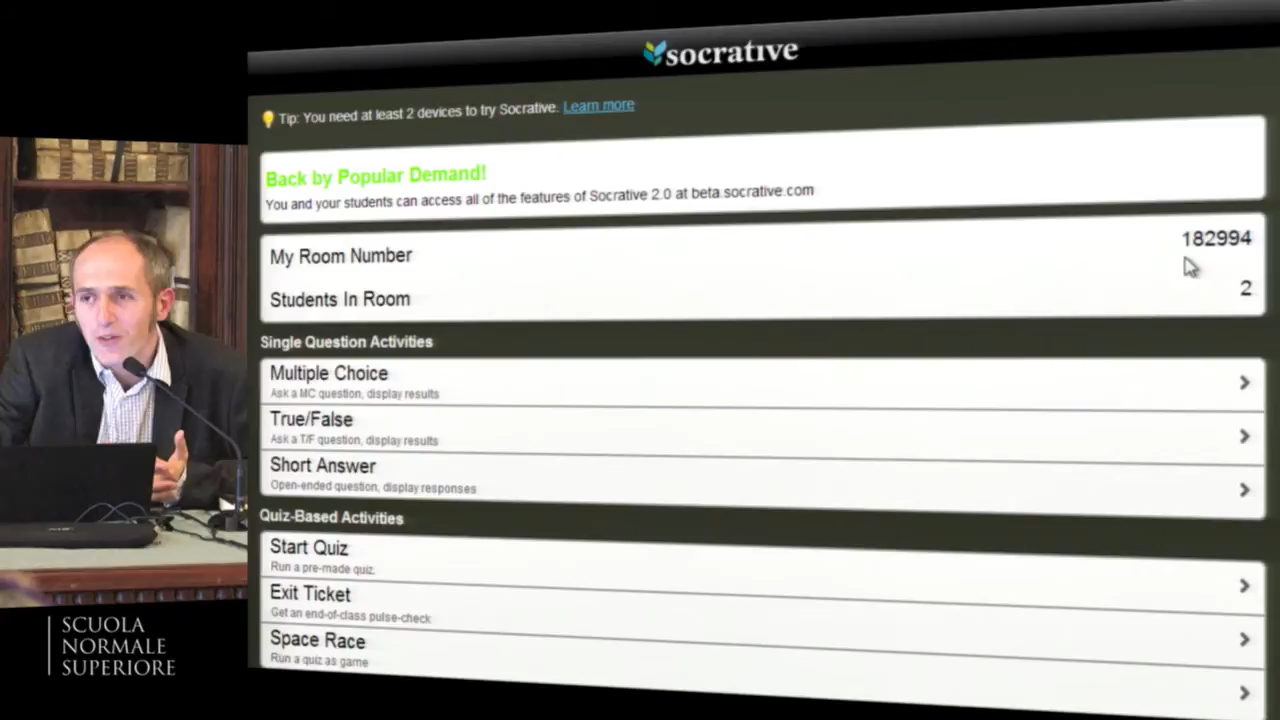 socrative
Tip: You need at least 2 devices to try Socrative. Learn more
Back by Popular Demand!
You and your students can access all of the features of Socrative 2.0 at beta.socrative.com
My Room Number
182994
Students In Room
2
Single Question Activities
Multiple Choice
Ask a MC question, display results
True/False
Ask a T/F question, display results
Short Answer
Open-ended question, display responses
Quiz-Based Activities
Start Quiz
Run a pre-made quiz.
Exit Ticket
Get an end-of-class pulse-check
Space Race
Run a quiz as game
SCUOLA
NORMALE
SUPERIORE